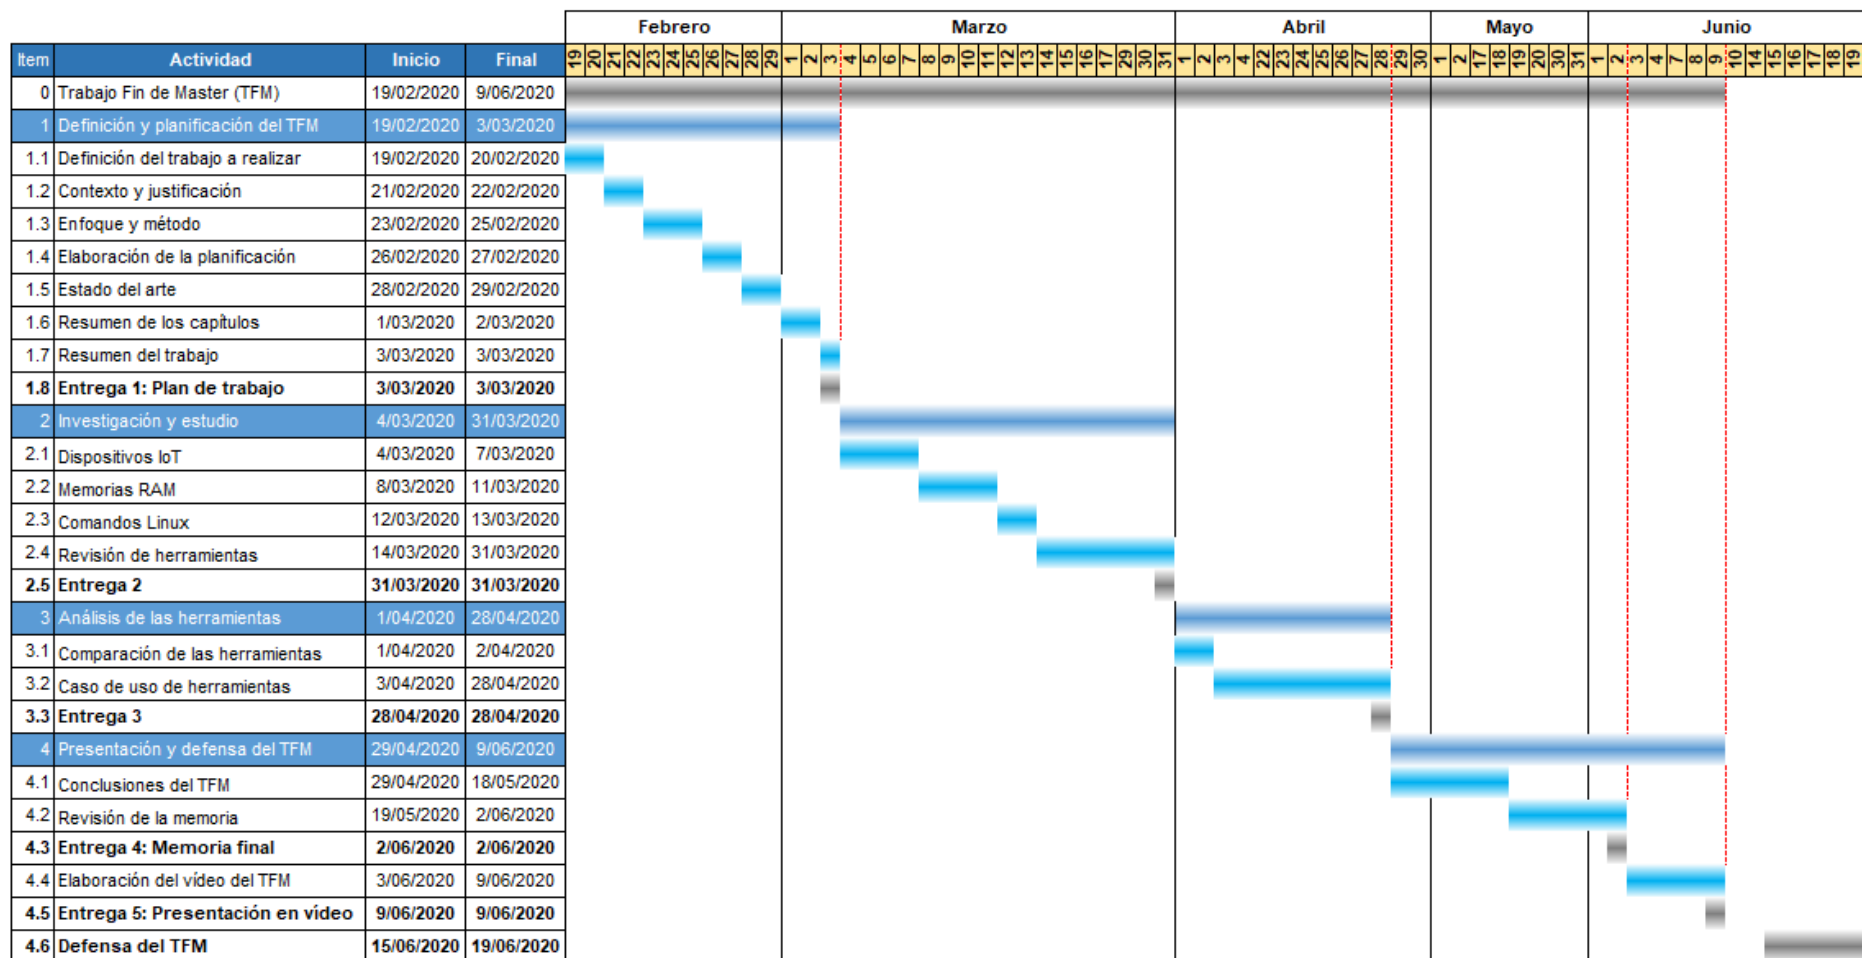 Febrero Marzo Abril Mayo Junio
Item Actividad Inicio Final 19 20 21 22 23 24 25 26 27 28 29 1 2 3 4 5 6 7 8 9 10 11 12 13 14 15 16 17 29 30 31 1 2 3 4 22 23 24 25 26 27 28 29 30 1 2 17 18 19 20 30 31 1 2 3 4 7 8 9 10 14 15 16 17 18 19
0 Trabajo Fin de Master (TFM) 19/02/2020 9/06/2020
1 Definición y planificación del TFM 19/02/2020 3/03/2020
1.1 Definición del trabajo a realizar 19/02/2020 20/02/2020
1.2 Contexto y justificación 21/02/2020 22/02/2020
1.3 Enfoque y método 23/02/2020 25/02/2020
1.4 Elaboración de la planificación 26/02/2020 27/02/2020
1.5 Estado del arte 28/02/2020 29/02/2020
1.6 Resumen de los capítulos 1/03/2020 2/03/2020
1.7 Resumen del trabajo 3/03/2020 3/03/2020
1.8 Entrega 1: Plan de trabajo 3/03/2020 3/03/2020
2 Investigación y estudio 4/03/2020 31/03/2020
2.1 Dispositivos IoT 4/03/2020 7/03/2020
2.2 Memorias RAM 8/03/2020 11/03/2020
2.3 Comandos Linux 12/03/2020 13/03/2020
2.4 Revisión de herramientas 14/03/2020 31/03/2020
2.5 Entrega 2 31/03/2020 31/03/2020
3 Análisis de las herramientas 1/04/2020 28/04/2020
3.1 Comparación de las herramientas 1/04/2020 2/04/2020
3.2 Caso de uso de herramientas 3/04/2020 28/04/2020
3.3 Entrega 3 28/04/2020 28/04/2020
4 Presentación y defensa del TFM 29/04/2020 9/06/2020
4.1 Conclusiones del TFM 29/04/2020 18/05/2020
4.2 Revisión de la memoria 19/05/2020 2/06/2020
4.3 Entrega 4: Memoria final 2/06/2020 2/06/2020
4.4 Elaboración del vídeo del TFM 3/06/2020 9/06/2020
4.5 Entrega 5: Presentación en vídeo 9/06/2020 9/06/2020
4.6 Defensa del TFM 15/06/2020 19/06/2020